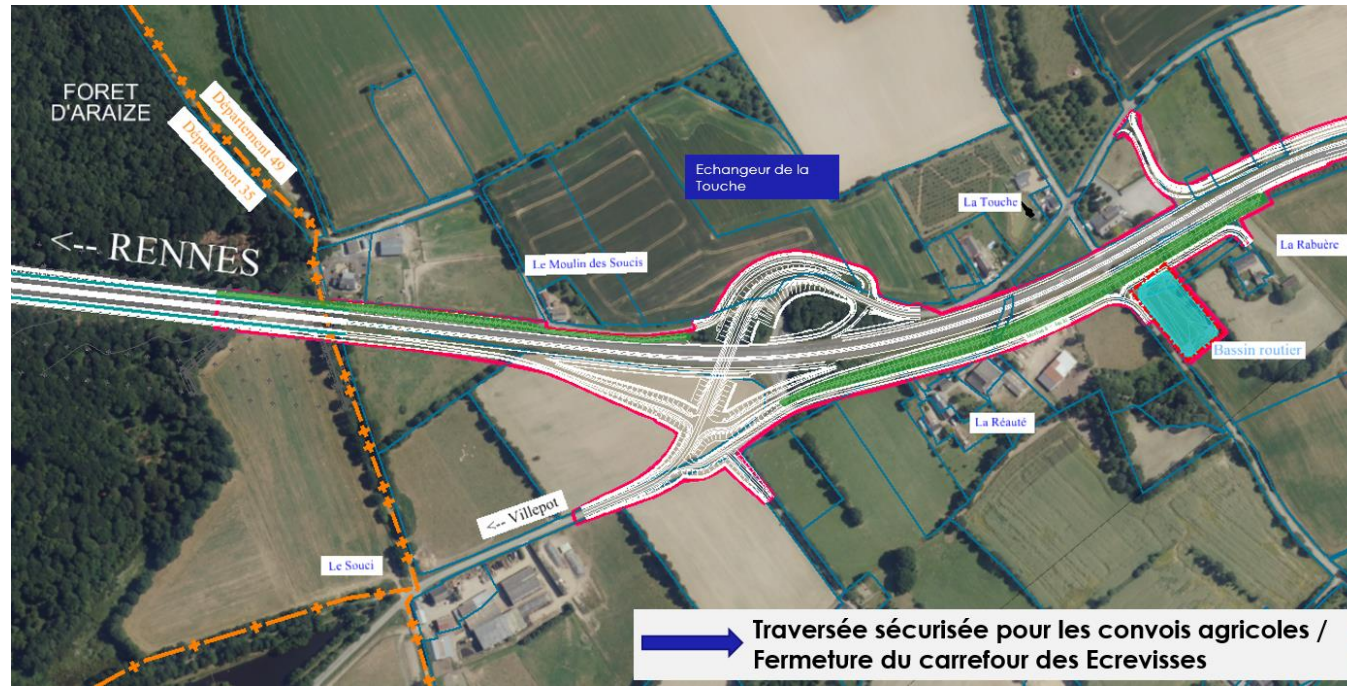 FORET
D'ARAIZE
Département 49
Département 35
<-- RENNES
Echangeur de la
Touche
La Touche
Le Moulin des Soucis
La Rabuère
Bassin routier
La Réauté
<-- Villepot
Le Souci
Traversée sécurisée pour les convois agricoles /
Fermeture du carrefour des Ecrevisses